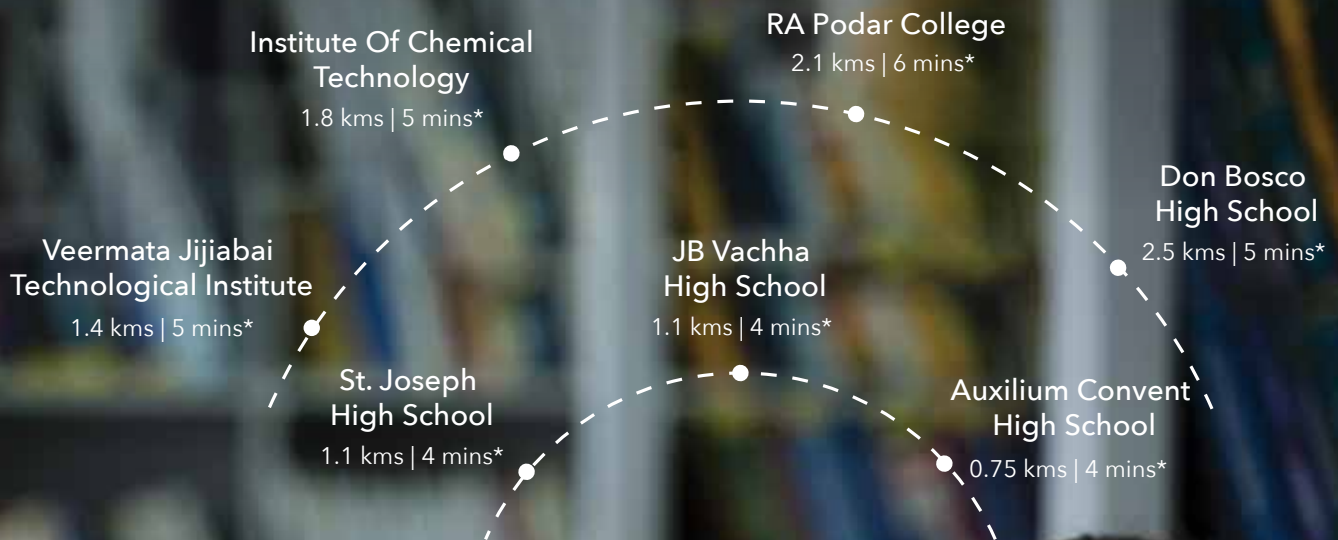 Institute Of Chemical
Technology
1.8 kms | 5 mins*
RA Podar College
2.1 kms | 6 mins*
Don Bosco
High School
2.5 kms | 5 mins*
Veermata Jijiabai
Technological Institute
1.4 kms | 5 mins*
JB Vachha
High School
1.1 kms | 4 mins*
St. Joseph
High School
1.1 kms | 4 mins*
Auxilium Convent
High School
0.75 kms | 4 mins*